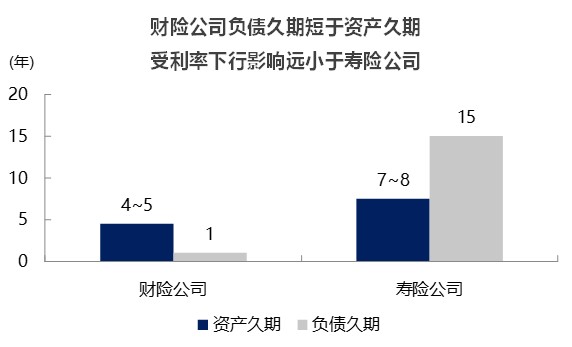 财险公司负债久期短于资产久期
受利率下行影响远小于寿险公司
(年)
20
15
10
5
0
4~5
1
7~8
15
财险公司
寿险公司
资产久期
负债久期